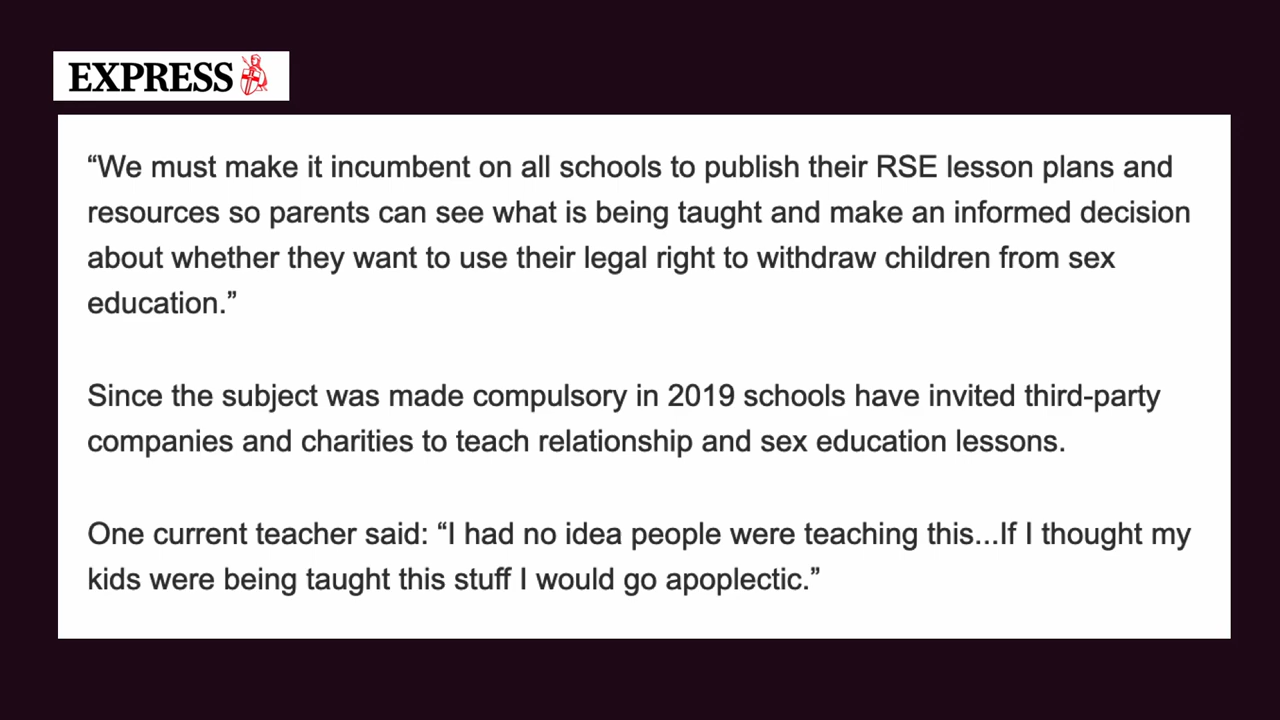 EXPRESS
“We must make it incumbent on all schools to publish their RSE lesson plans and
resources so parents can see what is being taught and make an informed decision
about whether they want to use their legal right to withdraw children from sex
education.”
Since the subject was made compulsory in 2019 schools have invited third-party
companies and charities to teach relationship and sex education lessons.
One current teacher said: “I had no idea people were teaching this...If I thought my
kids were being taught this stuff I would go apoplectic.”